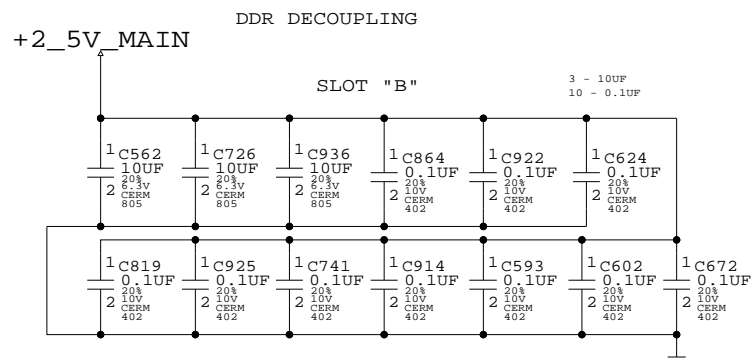 DDR DECOUPLING
+2_5V_MAIN
SLOT "B"
3 - 10UF
10 - 0.1UF
1 C562
10UF
20%
6.3V
2 CERM
805
1 C726
10UF
20%
6.3V
2 CERM
805
1 C936
10UF
20%
6.3V
2 CERM
805
1 C864
0.1UF
20%
10V
2 CERM
402
1 C922
0.1UF
20%
10V
2 CERM
402
1 C624
0.1UF
20%
10V
2 CERM
402
1 C819
0.1UF
20%
10V
2 CERM
402
1 C925
0.1UF
20%
10V
2 CERM
402
1 C741
0.1UF
20%
10V
2 CERM
402
1 C914
0.1UF
20%
10V
2 CERM
402
1 C593
0.1UF
20%
10V
2 CERM
402
1 C602
0.1UF
20%
10V
2 CERM
402
1 C672
0.1UF
20%
10V
2 CERM
402